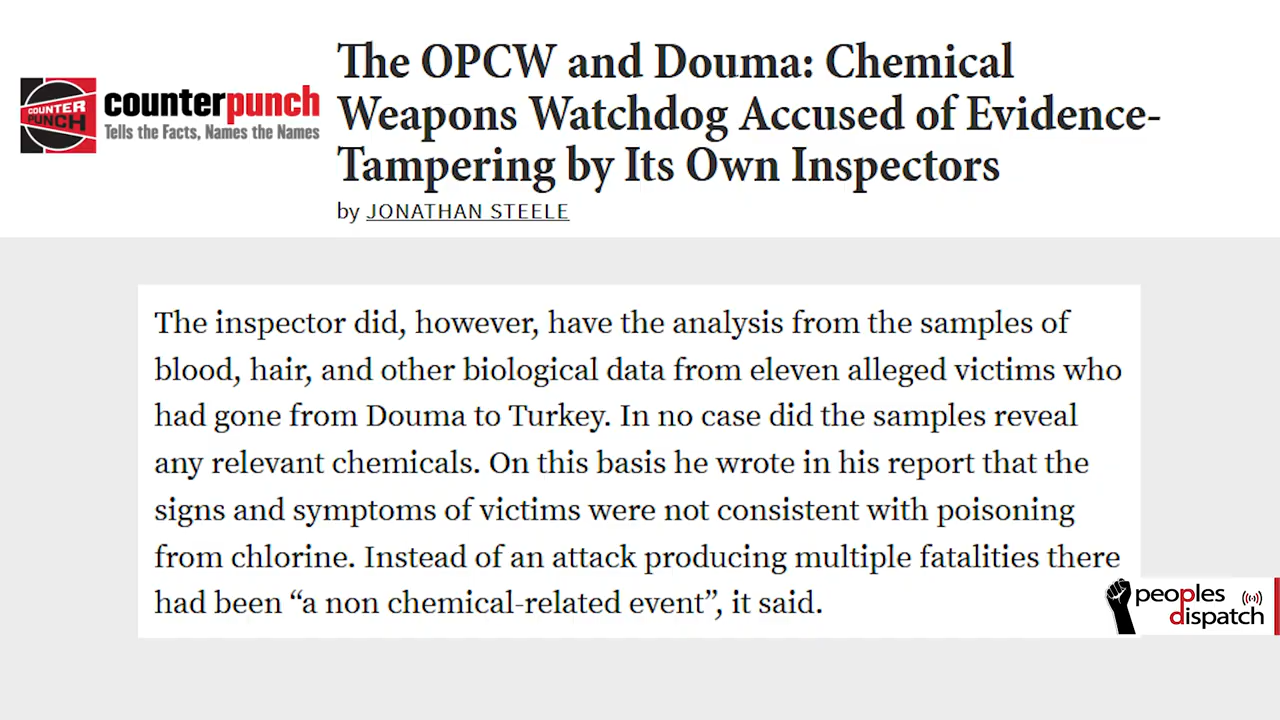 COUNTER
PUNCH
counterpunch
Tells the Facts, Names the Names
The OPCW and Douma: Chemical
Weapons Watchdog Accused of Evidence-
Tampering by Its Own Inspectors
by JONATHAN STEELE
The inspector did, however, have the analysis from the samples of
blood, hair, and other biological data from eleven alleged victims who
had gone from Douma to Turkey. In no case did the samples reveal
any relevant chemicals. On this basis he wrote in his report that the
signs and symptoms of victims were not consistent with poisoning
from chlorine. Instead of an attack producing multiple fatalities there
had been “a non chemical-related event”, it said.
peoples
dispatch